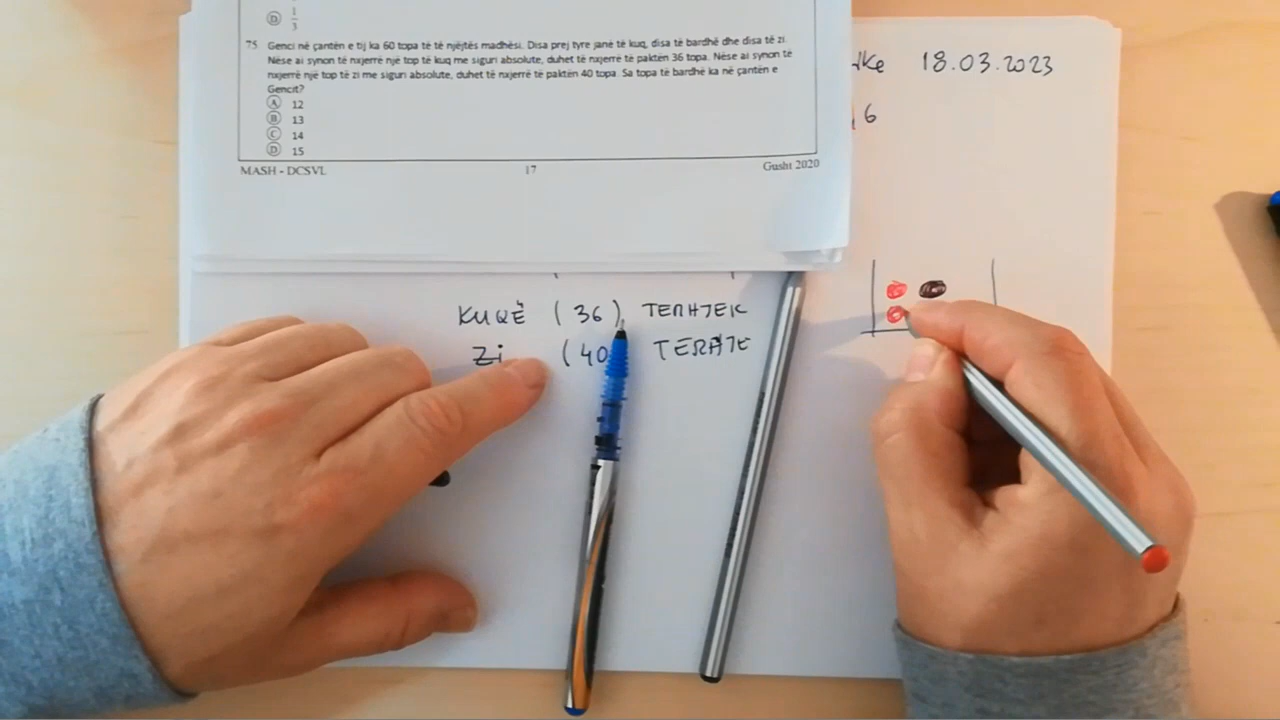 D 1/3
75. Genci në çantën e tij ka 60 topa të të njëjtës madhësi. Disa prej tyre janë të kuq, disa të bardhë dhe disa të zi.
Nëse ai synon të nxjerrë një top të kuq me siguri absolute, duhet të nxjerrë të paktën 36 topa. Nëse ai synon të
nxjerrë një top të zi me siguri absolute, duhet të nxjerrë të paktën 40 topa. Sa topa të bardhë ka në çantën e
Gencit?
A 12
B 13
C 14
D 15
MASH - DCSVL 17 Gusht 2020
18.03.2023
6
KUQË (36)
Zi (40